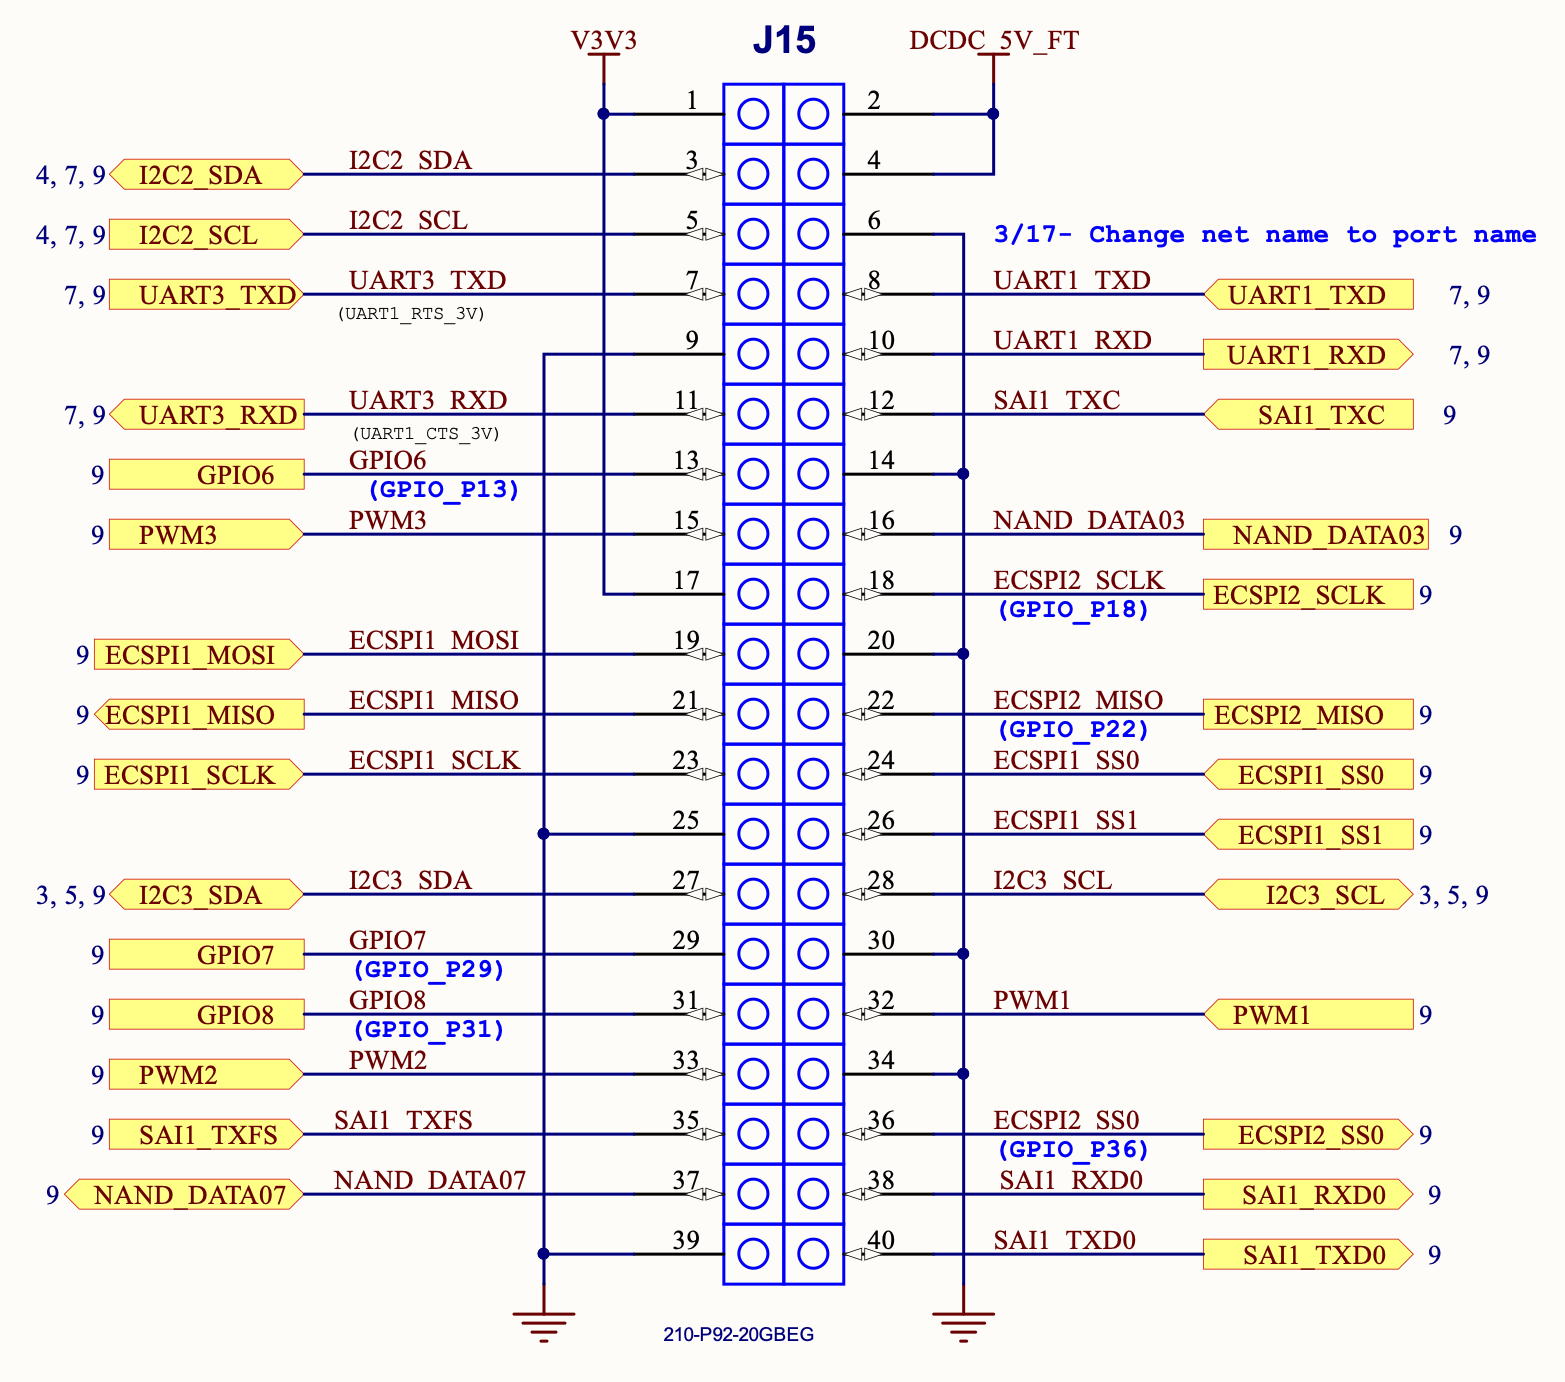 V3V3 J15 DCDC_5V_FT
1 2
4, 7, 9 I2C2_SDA I2C2_SDA 3 4
4, 7, 9 I2C2_SCL I2C2_SCL 5 6 3/17- Change net name to port name
7, 9 UART3_TXD UART3_TXD 7 8 UART1_TXD UART1_TXD 7, 9
(UART1_RTS_3V)
9 10 UART1_RXD UART1_RXD 7, 9
7, 9 UART3_RXD UART3_RXD 11 12 SAI1_TXC SAI1_TXC 9
(UART1_CTS_3V)
9 GPIO6 GPIO6 13 14
(GPIO_P13)
9 PWM3 PWM3 15 16 NAND_DATA03 NAND_DATA03 9
17 18 ECSPI2_SCLK ECSPI2_SCLK 9
(GPIO_P18)
9 ECSPI1_MOSI ECSPI1_MOSI 19 20
9 ECSPI1_MISO ECSPI1_MISO 21 22 ECSPI2_MISO ECSPI2_MISO 9
(GPIO_P22)
9 ECSPI1_SCLK ECSPI1_SCLK 23 24 ECSPI1_SS0 ECSPI1_SS0 9
25 26 ECSPI1_SS1 ECSPI1_SS1 9
3, 5, 9 I2C3_SDA I2C3_SDA 27 28 I2C3_SCL I2C3_SCL 3, 5, 9
9 GPIO7 GPIO7 29 30
(GPIO_P29)
9 GPIO8 GPIO8 31 32 PWM1 PWM1 9
(GPIO_P31)
9 PWM2 PWM2 33 34
9 SAI1_TXFS SAI1_TXFS 35 36 ECSPI2_SS0 ECSPI2_SS0 9
(GPIO_P36)
9 NAND_DATA07 NAND_DATA07 37 38 SAI1_RXD0 SAI1_RXD0 9
39 40 SAI1_TXD0 SAI1_TXD0 9
210-P92-20GBEG